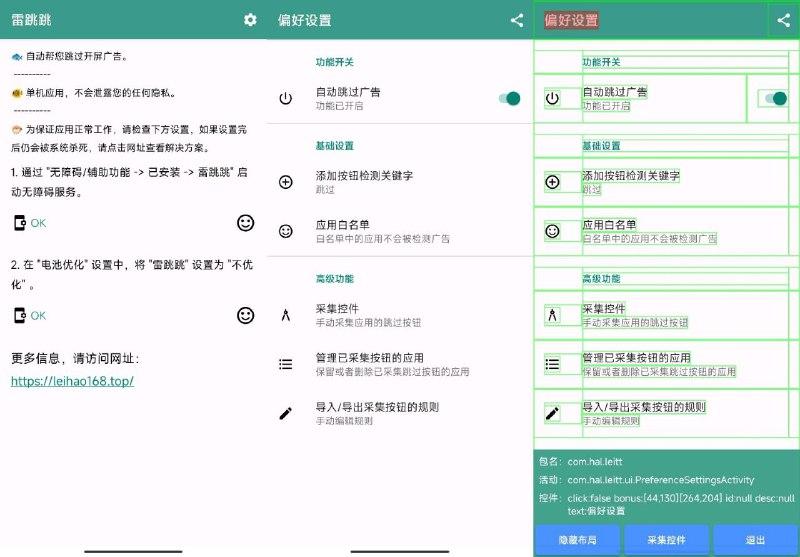 雷跳跳
自动帮您跳过开屏广告。
----------
单机应用，不会泄露您的任何隐私。
----------
为保证应用正常工作，请检查下方设置，如果设置完
后仍会被系统杀死，请点击网址查看解决方案。
1. 通过 "无障碍/辅助功能 -> 已安装 -> 雷跳跳" 启
动无障碍服务。
OK
2. 在 "电池优化" 设置中，将 "雷跳跳" 设置为 "不优
化" 。
OK
更多信息，请访问网址：
https://leihao168.top/
偏好设置
功能开关
自动跳过广告
功能已开启
基础设置
添加按钮检测关键字
跳过
应用白名单
白名单中的应用不会被检测广告
高级功能
采集控件
手动采集应用的跳过按钮
管理已采集按钮的应用
保留或者删除已采集跳过按钮的应用
导入/导出采集按钮的规则
手动编辑规则
偏好设置
功能开关
自动跳过广告
功能已开启
基础设置
添加按钮检测关键字
跳过
应用白名单
白名单中的应用不会被检测广告
高级功能
采集控件
手动采集应用的跳过按钮
管理已采集按钮的应用
保留或者删除已采集跳过按钮的应用
导入/导出采集按钮的规则
手动编辑规则
包名：com.hal.leitt
活动：com.hal.leitt.ui.PreferenceSettingsActivity
控件：click:false bonus:[44,130][264,204] id:null desc:null
text:偏好设置
隐藏布局
采集控件
退出